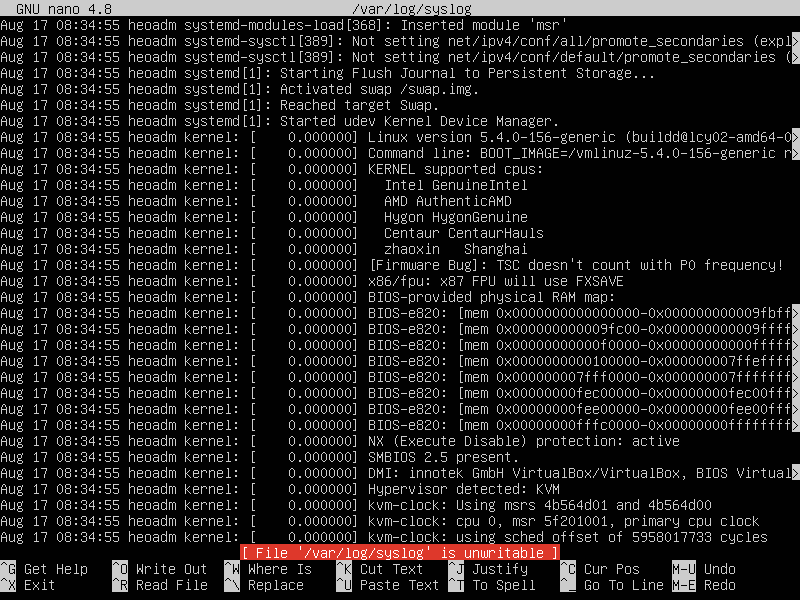 GNU nano 4.8 /var/log/syslog
Aug 17 08:34:55 heoadm systemd-modules-load[368]: Inserted module 'msr'
Aug 17 08:34:55 heoadm systemd-sysctl[389]: Not setting net/ipv4/conf/all/promote_secondaries (expl>
Aug 17 08:34:55 heoadm systemd-sysctl[389]: Not setting net/ipv4/conf/default/promote_secondaries (>
Aug 17 08:34:55 heoadm systemd[1]: Starting Flush Journal to Persistent Storage...
Aug 17 08:34:55 heoadm systemd[1]: Activated swap /swap.img.
Aug 17 08:34:55 heoadm systemd[1]: Reached target Swap.
Aug 17 08:34:55 heoadm systemd[1]: Started udev Kernel Device Manager.
Aug 17 08:34:55 heoadm kernel: [    0.000000] Linux version 5.4.0-156-generic (buildd@lcy02-amd64-0>
Aug 17 08:34:55 heoadm kernel: [    0.000000] Command line: BOOT_IMAGE=/vmlinuz-5.4.0-156-generic r>
Aug 17 08:34:55 heoadm kernel: [    0.000000] KERNEL supported cpus:
Aug 17 08:34:55 heoadm kernel: [    0.000000]   Intel GenuineIntel
Aug 17 08:34:55 heoadm kernel: [    0.000000]   AMD AuthenticAMD
Aug 17 08:34:55 heoadm kernel: [    0.000000]   Hygon HygonGenuine
Aug 17 08:34:55 heoadm kernel: [    0.000000]   Centaur CentaurHauls
Aug 17 08:34:55 heoadm kernel: [    0.000000]   zhaoxin   Shanghai
Aug 17 08:34:55 heoadm kernel: [    0.000000] [Firmware Bug]: TSC doesn't count with P0 frequency!
Aug 17 08:34:55 heoadm kernel: [    0.000000] x86/fpu: x87 FPU will use FXSAVE
Aug 17 08:34:55 heoadm kernel: [    0.000000] BIOS-provided physical RAM map:
Aug 17 08:34:55 heoadm kernel: [    0.000000] BIOS-e820: [mem 0x0000000000000000-0x000000000009fbff>
Aug 17 08:34:55 heoadm kernel: [    0.000000] BIOS-e820: [mem 0x000000000009fc00-0x000000000009ffff>
Aug 17 08:34:55 heoadm kernel: [    0.000000] BIOS-e820: [mem 0x00000000000f0000-0x00000000000fffff>
Aug 17 08:34:55 heoadm kernel: [    0.000000] BIOS-e820: [mem 0x0000000000100000-0x000000007ffeffff>
Aug 17 08:34:55 heoadm kernel: [    0.000000] BIOS-e820: [mem 0x000000007fff0000-0x000000007fffffff>
Aug 17 08:34:55 heoadm kernel: [    0.000000] BIOS-e820: [mem 0x00000000fec00000-0x00000000fec00fff>
Aug 17 08:34:55 heoadm kernel: [    0.000000] BIOS-e820: [mem 0x00000000fee00000-0x00000000fee00fff>
Aug 17 08:34:55 heoadm kernel: [    0.000000] BIOS-e820: [mem 0x00000000fffc0000-0x00000000ffffffff>
Aug 17 08:34:55 heoadm kernel: [    0.000000] NX (Execute Disable) protection: active
Aug 17 08:34:55 heoadm kernel: [    0.000000] SMBIOS 2.5 present.
Aug 17 08:34:55 heoadm kernel: [    0.000000] DMI: innotek GmbH VirtualBox/VirtualBox, BIOS Virtual>
Aug 17 08:34:55 heoadm kernel: [    0.000000] Hypervisor detected: KVM
Aug 17 08:34:55 heoadm kernel: [    0.000000] kvm-clock: Using msrs 4b564d01 and 4b564d00
Aug 17 08:34:55 heoadm kernel: [    0.000000] kvm-clock: cpu 0, msr 5f201001, primary cpu clock
Aug 17 08:34:55 heoadm kernel: [    0.000000] kvm-clock: using sched offset of 5958017733 cycles
[ File '/var/log/syslog' is unwritable ]
^G Get Help ^O Write Out ^W Where Is ^K Cut Text ^J Justify ^C Cur Pos M-U Undo
^X Exit ^R Read File ^\ Replace ^U Paste Text ^T To Spell ^_ Go To Line M-E Redo